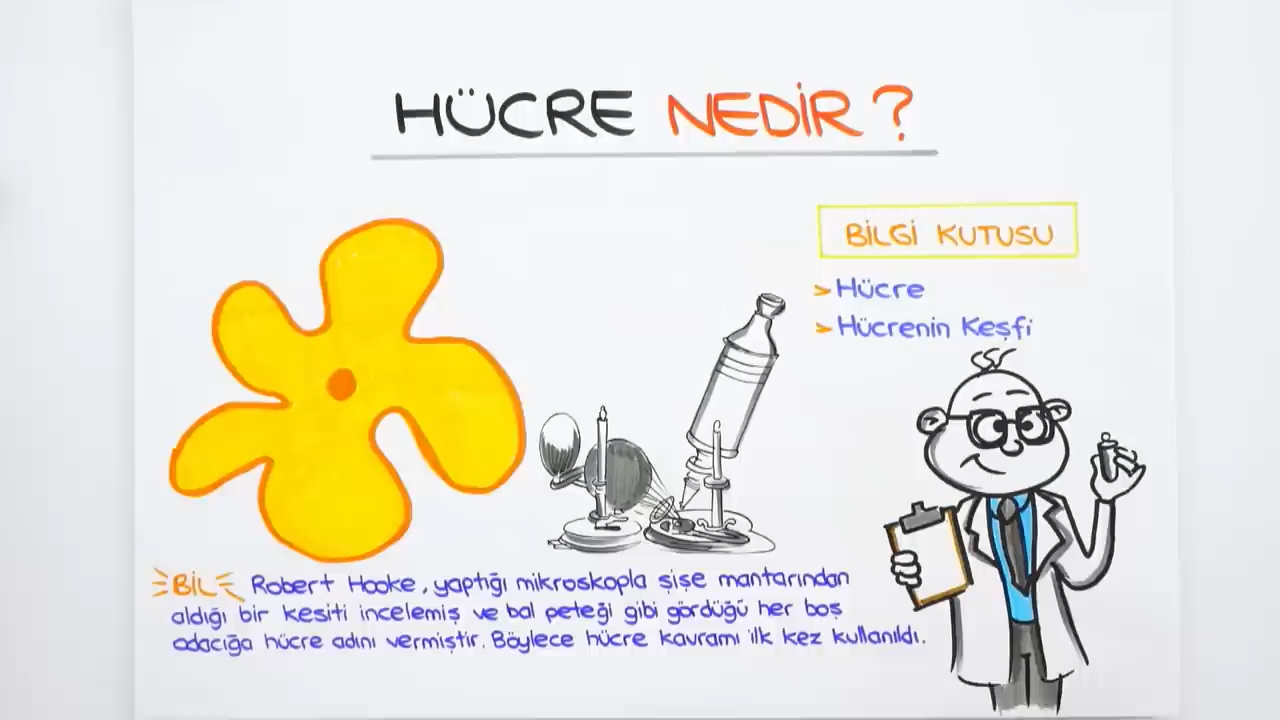 HÜCRE NEDİR ?
BİLGİ KUTUSU
> Hücre
> Hücrenin Keşfi
BİL Robert Hooke, yaptığı mikroskopla şişe mantarından
aldığı bir kesiti incelemiş ve bal peteği gibi gördüğü her boş
odacığa hücre adını vermiştir. Böylece hücre kavramı ilk kez kullanıldı.